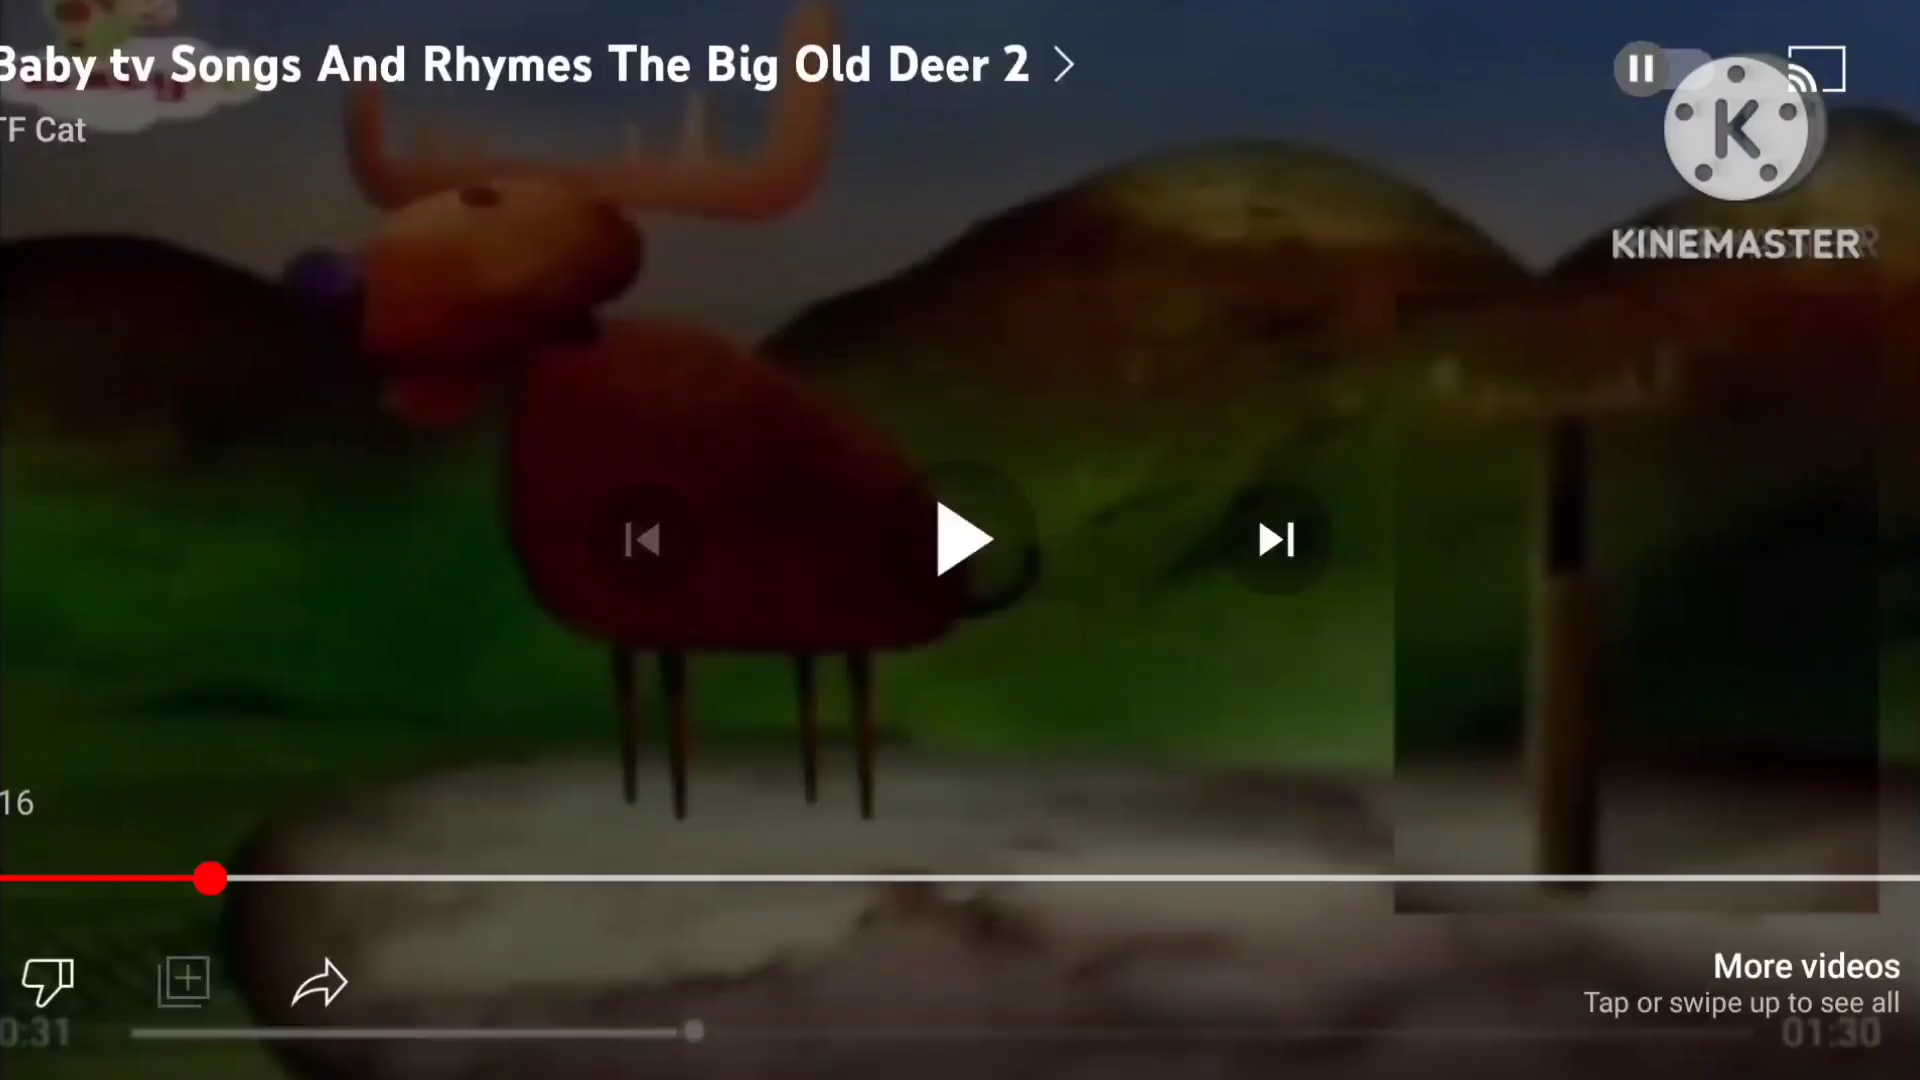 Baby tv Songs And Rhymes The Big Old Deer 2
TF Cat
K
KINEMASTER
16
More videos
Tap or swipe up to see all
0:31
01:30